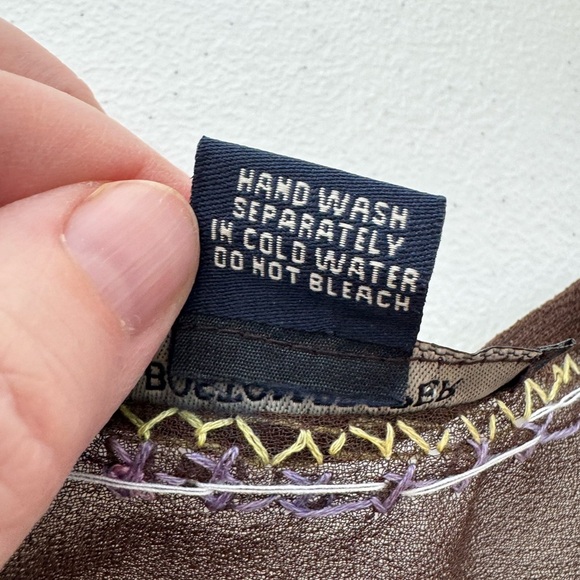 HAND WASH
SEPARATELY
IN COLD WATER
DO NOT BLEACH